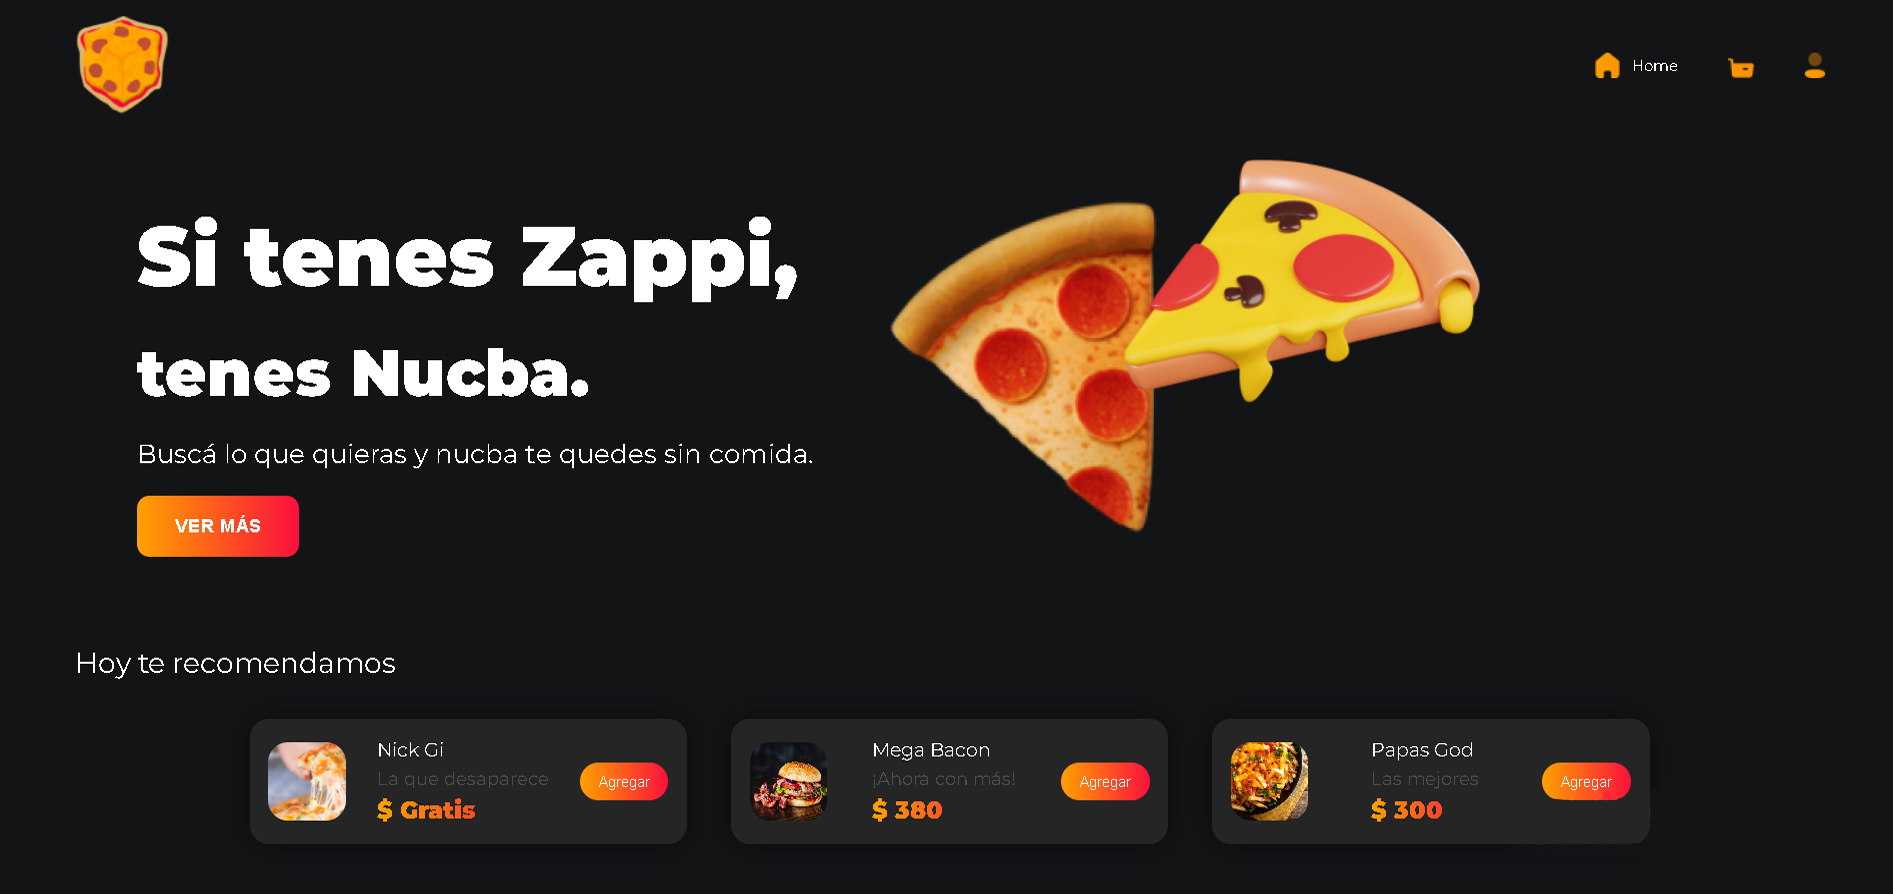 Home
Si tenes Zappi,
tenes Nucba.
Buscá lo que quieras y nucba te quedes sin comida.
VER MÁS
Hoy te recomendamos
Nick Gi
La que desaparece
$ Gratis
Agregar
Mega Bacon
¡Ahora con más!
$ 380
Agregar
Papas God
Las mejores
$ 300
Agregar